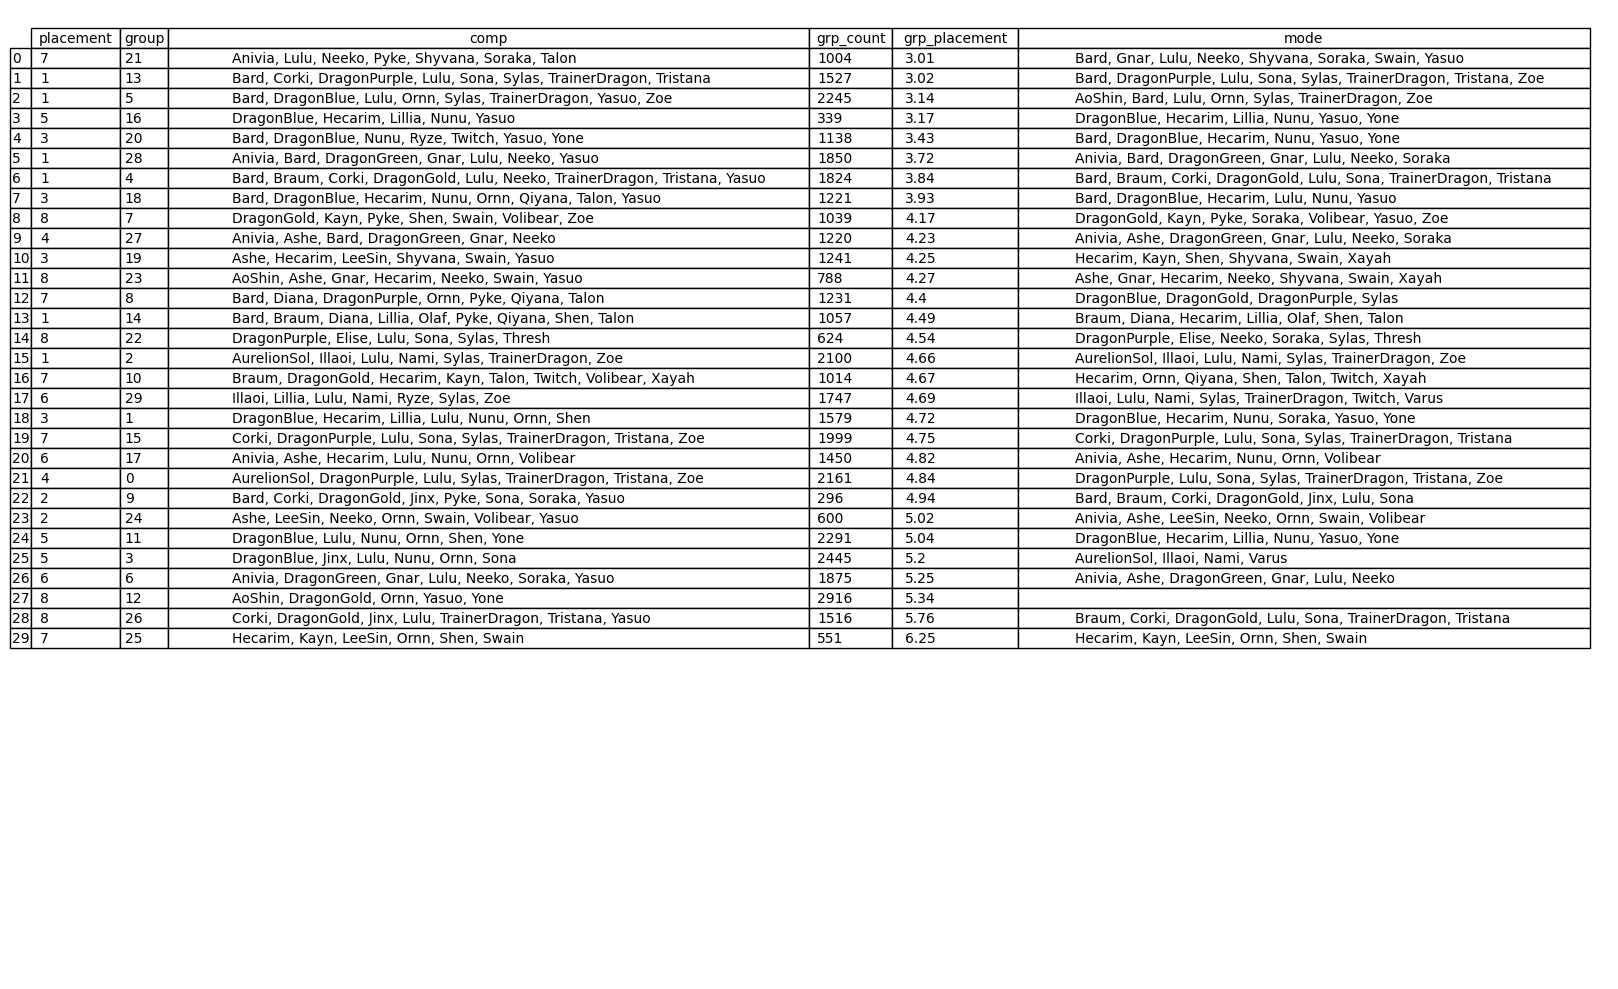 placement group comp grp_count grp_placement mode
0 7 21 Anivia, Lulu, Neeko, Pyke, Shyvana, Soraka, Talon 1004 3.01 Bard, Gnar, Lulu, Neeko, Shyvana, Soraka, Swain, Yasuo
1 1 13 Bard, Corki, DragonPurple, Lulu, Sona, Sylas, TrainerDragon, Tristana 1527 3.02 Bard, DragonPurple, Lulu, Sona, Sylas, TrainerDragon, Tristana, Zoe
2 1 5 Bard, DragonBlue, Lulu, Ornn, Sylas, TrainerDragon, Yasuo, Zoe 2245 3.14 AoShin, Bard, Lulu, Ornn, Sylas, TrainerDragon, Zoe
3 5 16 DragonBlue, Hecarim, Lillia, Nunu, Yasuo 339 3.17 DragonBlue, Hecarim, Lillia, Nunu, Yasuo, Yone
4 3 20 Bard, DragonBlue, Nunu, Ryze, Twitch, Yasuo, Yone 1138 3.43 Bard, DragonBlue, Hecarim, Nunu, Yasuo, Yone
5 1 28 Anivia, Bard, DragonGreen, Gnar, Lulu, Neeko, Yasuo 1850 3.72 Anivia, Bard, DragonGreen, Gnar, Lulu, Neeko, Soraka
6 1 4 Bard, Braum, Corki, DragonGold, Lulu, Neeko, TrainerDragon, Tristana, Yasuo 1824 3.84 Bard, Braum, Corki, DragonGold, Lulu, Sona, TrainerDragon, Tristana
7 3 18 Bard, DragonBlue, Hecarim, Nunu, Ornn, Qiyana, Talon, Yasuo 1221 3.93 Bard, DragonBlue, Hecarim, Lulu, Nunu, Yasuo
8 8 7 DragonGold, Kayn, Pyke, Shen, Swain, Volibear, Zoe 1039 4.17 DragonGold, Kayn, Pyke, Soraka, Volibear, Yasuo, Zoe
9 4 27 Anivia, Ashe, Bard, DragonGreen, Gnar, Neeko 1220 4.23 Anivia, Ashe, DragonGreen, Gnar, Lulu, Neeko, Soraka
10 3 19 Ashe, Hecarim, LeeSin, Shyvana, Swain, Yasuo 1241 4.25 Hecarim, Kayn, Shen, Shyvana, Swain, Xayah
11 8 23 AoShin, Ashe, Gnar, Hecarim, Neeko, Swain, Yasuo 788 4.27 Ashe, Gnar, Hecarim, Neeko, Shyvana, Swain, Xayah
12 7 8 Bard, Diana, DragonPurple, Ornn, Pyke, Qiyana, Talon 1231 4.4 DragonBlue, DragonGold, DragonPurple, Sylas
13 1 14 Bard, Braum, Diana, Lillia, Olaf, Pyke, Qiyana, Shen, Talon 1057 4.49 Braum, Diana, Hecarim, Lillia, Olaf, Shen, Talon
14 8 22 DragonPurple, Elise, Lulu, Sona, Sylas, Thresh 624 4.54 DragonPurple, Elise, Neeko, Soraka, Sylas, Thresh
15 1 2 AurelionSol, Illaoi, Lulu, Nami, Sylas, TrainerDragon, Zoe 2100 4.66 AurelionSol, Illaoi, Lulu, Nami, Sylas, TrainerDragon, Zoe
16 7 10 Braum, DragonGold, Hecarim, Kayn, Talon, Twitch, Volibear, Xayah 1014 4.67 Hecarim, Ornn, Qiyana, Shen, Talon, Twitch, Xayah
17 6 29 Illaoi, Lillia, Lulu, Nami, Ryze, Sylas, Zoe 1747 4.69 Illaoi, Lulu, Nami, Sylas, TrainerDragon, Twitch, Varus
18 3 1 DragonBlue, Hecarim, Lillia, Lulu, Nunu, Ornn, Shen 1579 4.72 DragonBlue, Hecarim, Nunu, Soraka, Yasuo, Yone
19 7 15 Corki, DragonPurple, Lulu, Sona, Sylas, TrainerDragon, Tristana, Zoe 1999 4.75 Corki, DragonPurple, Lulu, Sona, Sylas, TrainerDragon, Tristana
20 6 17 Anivia, Ashe, Hecarim, Lulu, Nunu, Ornn, Volibear 1450 4.82 Anivia, Ashe, Hecarim, Nunu, Ornn, Volibear
21 4 0 AurelionSol, DragonPurple, Lulu, Sona, Sylas, TrainerDragon, Tristana, Zoe 2161 4.84 DragonPurple, Lulu, Sona, Sylas, TrainerDragon, Tristana, Zoe
22 2 9 Bard, Corki, DragonGold, Jinx, Pyke, Sona, Soraka, Yasuo 296 4.94 Bard, Braum, Corki, DragonGold, Jinx, Lulu, Sona
23 2 24 Ashe, LeeSin, Neeko, Ornn, Swain, Volibear, Yasuo 600 5.02 Anivia, Ashe, LeeSin, Neeko, Ornn, Swain, Volibear
24 5 11 DragonBlue, Lulu, Nunu, Ornn, Shen, Yone 2291 5.04 DragonBlue, Hecarim, Lillia, Nunu, Yasuo, Yone
25 5 3 DragonBlue, Jinx, Lulu, Nunu, Ornn, Sona 2445 5.2 AurelionSol, Illaoi, Nami, Varus
26 6 6 Anivia, DragonGreen, Gnar, Lulu, Neeko, Soraka, Yasuo 1875 5.25 Anivia, Ashe, DragonGreen, Gnar, Lulu, Neeko
27 8 12 AoShin, DragonGold, Ornn, Yasuo, Yone 2916 5.34
28 8 26 Corki, DragonGold, Jinx, Lulu, TrainerDragon, Tristana, Yasuo 1516 5.76 Braum, Corki, DragonGold, Lulu, Sona, TrainerDragon, Tristana
29 7 25 Hecarim, Kayn, LeeSin, Ornn, Shen, Swain 551 6.25 Hecarim, Kayn, LeeSin, Ornn, Shen, Swain